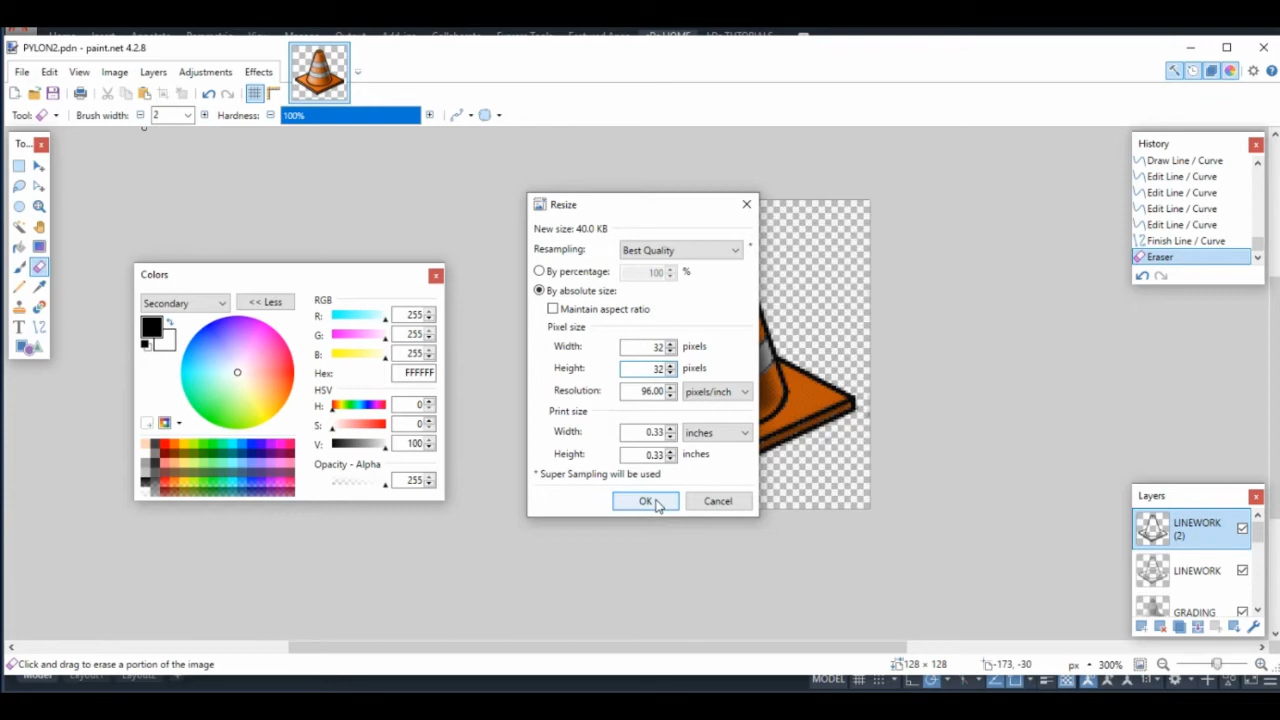 PYLON2.pdn - paint.net 4.2.8
File Edit View Image Layers Adjustments Effects
Tool: Brush width: 2 Hardness: 100%
To...
Colors
Secondary << Less
RGB
R: 255
G: 255
B: 255
Hex: FFFFFF
HSV
H: 0
S: 0
V: 100
Opacity - Alpha
255
Resize
New size: 40.0 KB
Resampling: Best Quality *
By percentage: 100 %
By absolute size:
Maintain aspect ratio
Pixel size
Width: 32 pixels
Height: 32 pixels
Resolution: 96.00 pixels/inch
Print size
Width: 0.33 inches
Height: 0.33 inches
* Super Sampling will be used
OK Cancel
History
Draw Line / Curve
Edit Line / Curve
Edit Line / Curve
Edit Line / Curve
Edit Line / Curve
Finish Line / Curve
Eraser
Layers
LINEWORK
(2)
LINEWORK
GRADING
Click and drag to erase a portion of the image 128 × 128 -173, -30 px 300%
MODEL 1:1